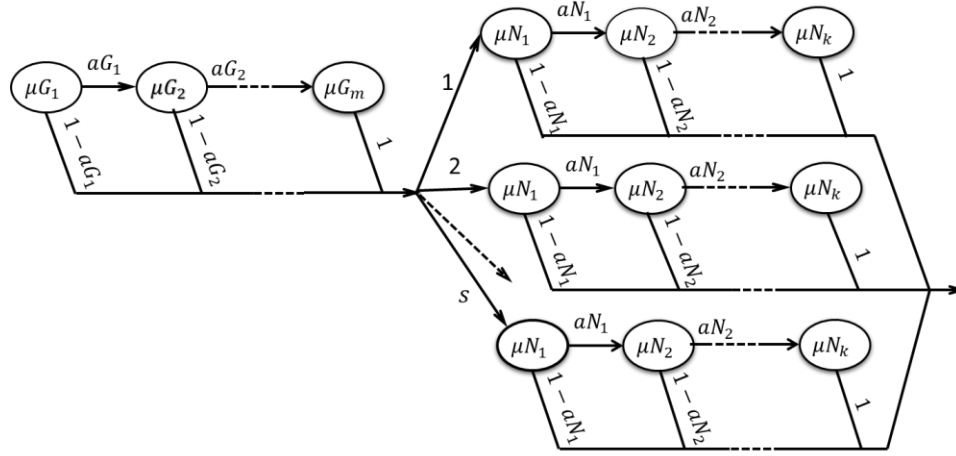 μG₁ aG₁ μG₂ aG₂ μGₘ
1 − aG₁ 1 − aG₂ 1
1 μN₁ aN₁ μN₂ aN₂ μNₖ
1 − aN₁ 1 − aN₂ 1
2 μN₁ aN₁ μN₂ aN₂ μNₖ
1 − aN₁ 1 − aN₂ 1
s μN₁ aN₁ μN₂ aN₂ μNₖ
1 − aN₁ 1 − aN₂ 1